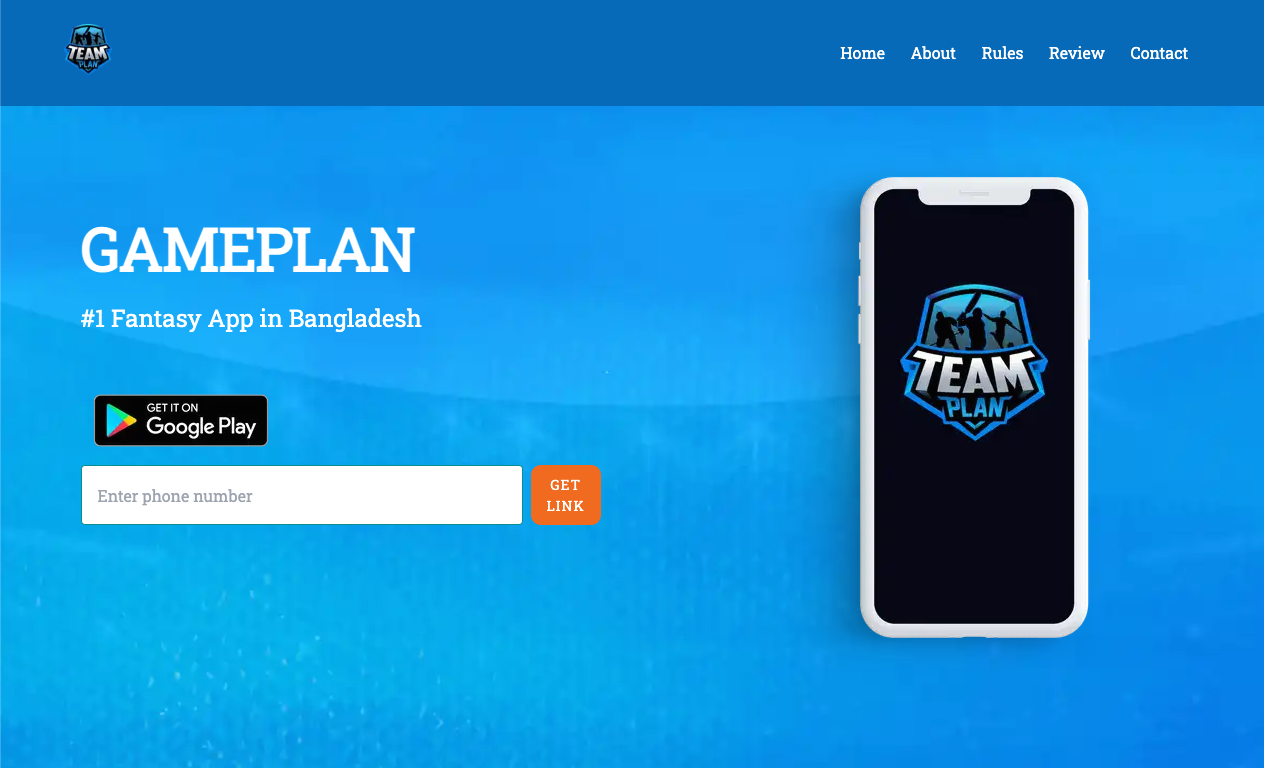 TEAM
PLAN
Home About Rules Review Contact
GAMEPLAN
#1 Fantasy App in Bangladesh
GET IT ON
Google Play
Enter phone number
GET
LINK
TEAM
PLAN